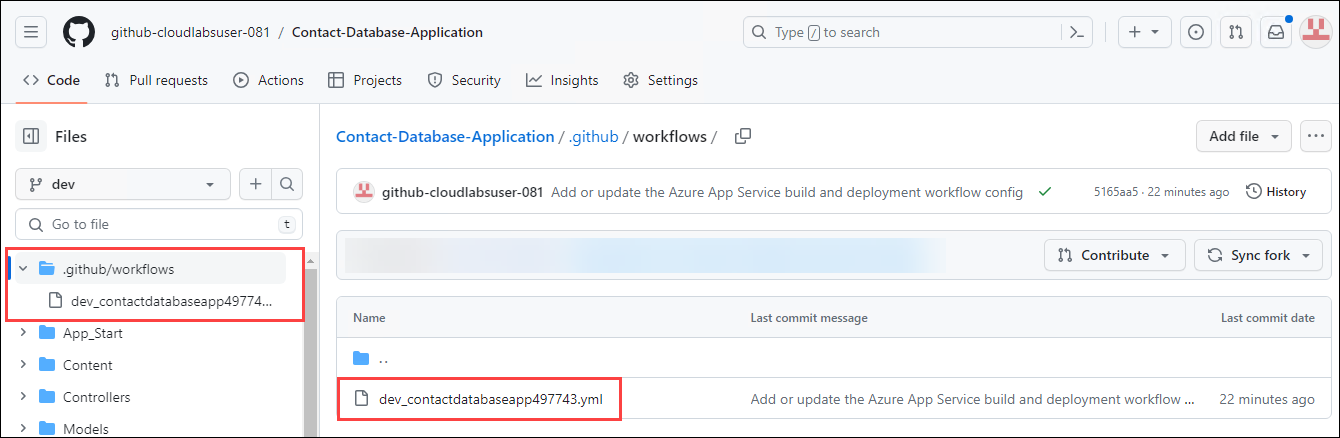 github-cloudlabsuser-081 / Contact-Database-Application
Type / to search
Code Pull requests Actions Projects Security Insights Settings
Files
dev
Go to file t
.github/workflows
dev_contactdatabaseapp49774...
App_Start
Content
Controllers
Models
Contact-Database-Application / .github / workflows /
Add file
github-cloudlabsuser-081 Add or update the Azure App Service build and deployment workflow config 5165aa5 · 22 minutes ago History
Contribute Sync fork
Name Last commit message Last commit date
..
dev_contactdatabaseapp497743.yml Add or update the Azure App Service build and deployment workflow ... 22 minutes ago